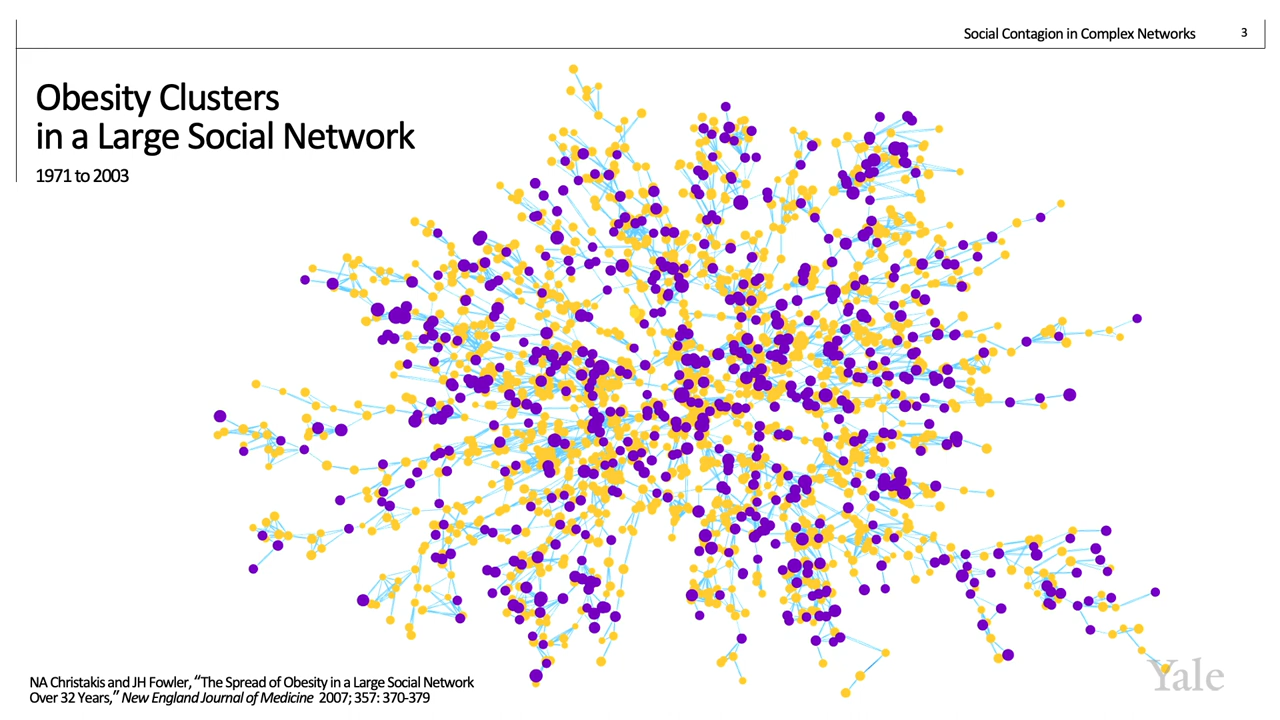 Social Contagion in Complex Networks 3
Obesity Clusters
in a Large Social Network
1971 to 2003
NA Christakis and JH Fowler, “The Spread of Obesity in a Large Social Network
Over 32 Years,” New England Journal of Medicine 2007; 357: 370-379
Yale